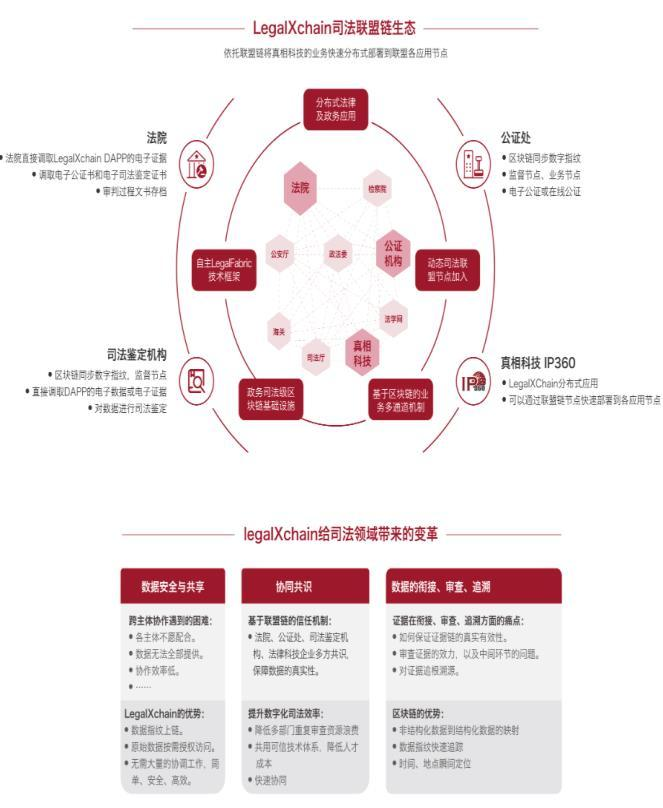 LegalXchain司法联盟链生态
依托联盟链将真相科技的业务快速分布式部署到联盟各应用节点
分布式法律
及政务应用
法院
• 法院直接调取LegalXchain DAPP的电子证据
• 调取电子公证书和电子司法鉴定证书
• 审判过程文书存档
公证处
• 区块链同步数字指纹
• 监督节点、业务节点
• 电子公证或在线公证
法院
检察院
公安厅
政法委
公证
机构
自主LegalFabric
技术框架
动态司法联
盟节点加入
海关
法学网
司法厅
真相
科技
司法鉴定机构
• 区块链同步数字指纹，监督节点
• 直接调取DAPP的电子数据或电子证据
• 对数据进行司法鉴定
真相科技 IP360
• LegalXChain分布式应用
• 可以通过联盟链节点快速部署到各应用节点
IP360
政务司法级区
块链基础设施
基于区块链的业
务多通道机制
legalXchain给司法领域带来的变革
数据安全与共享
跨主体协作遇到的困难：
• 各主体不愿配合。
• 数据无法全部提供。
• 协作效率低。
• ……
LegalXchain的优势：
• 数据指纹上链。
• 原始数据按需授权访问。
• 无需大量的协调工作，简
单、安全、高效。
协同共识
基于联盟链的信任机制：
• 法院、公证处、司法鉴定机
构、法律科技企业多方共识，
保障数据的真实性。
提升数字化司法效率：
• 降低多部门重复审查资源浪费
• 共用可信技术体系，降低人才
成本
• 快速协同
数据的衔接、审查、追溯
证据在衔接、审查、追溯方面的痛点：
• 如何保证证据链的真实有效性。
• 审查证据的效力，以及中间环节的问题。
• 对证据追根溯源。
区块链的优势：
• 非结构化数据到结构化数据的映射
• 数据指纹快速追踪
• 时间、地点瞬间定位